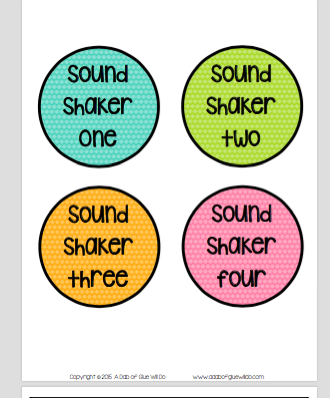 Sound
Shaker
one
Sound
Shaker
two
Sound
Shaker
three
Sound
Shaker
four
Copyright ©2015 A Dab of Glue Will Do www.adabofgluewilldo.com